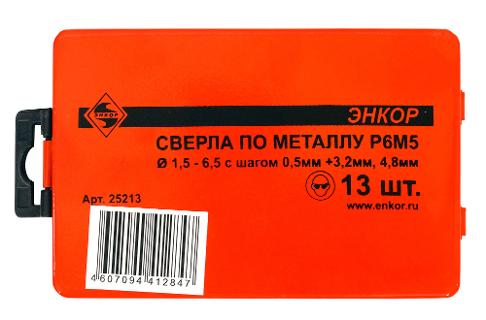 ЭНКОР
ЭНКОР
СВЕРЛА ПО МЕТАЛЛУ Р6М5
Ø 1,5 - 6,5 с шагом 0,5мм +3,2мм, 4,8мм
13 шт.
www.enkor.ru
Арт. 25213
4 607094 412847